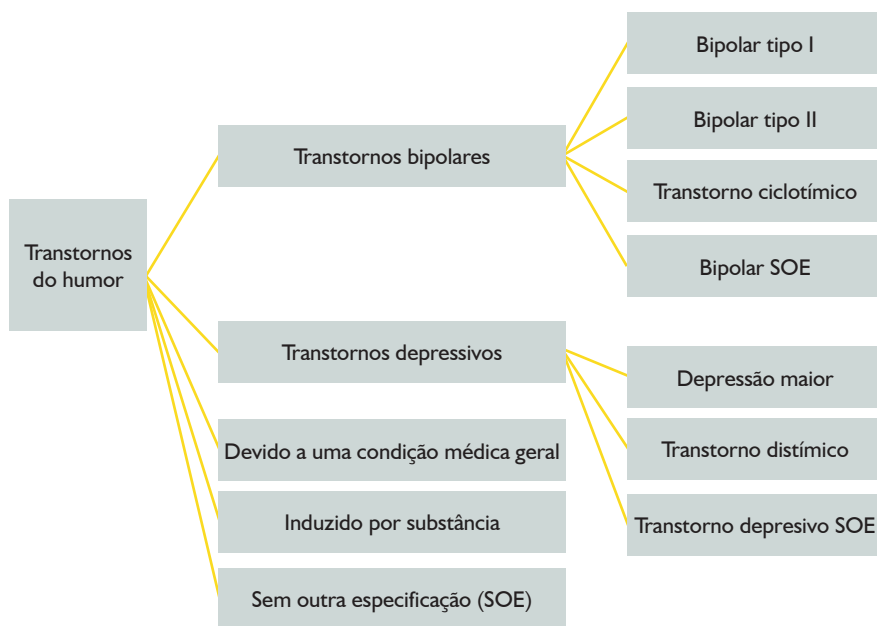 Transtornos
do humor
Transtornos bipolares
Bipolar tipo I
Bipolar tipo II
Transtorno ciclotímico
Bipolar SOE
Transtornos depressivos
Depressão maior
Transtorno distímico
Transtorno depresivo SOE
Devido a uma condição médica geral
Induzido por substância
Sem outra especificação (SOE)